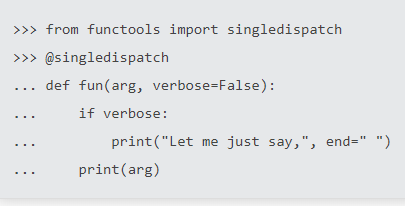 >>> from functools import singledispatch
>>> @singledispatch
... def fun(arg, verbose=False):
...     if verbose:
...         print("Let me just say,", end=" ")
...     print(arg)